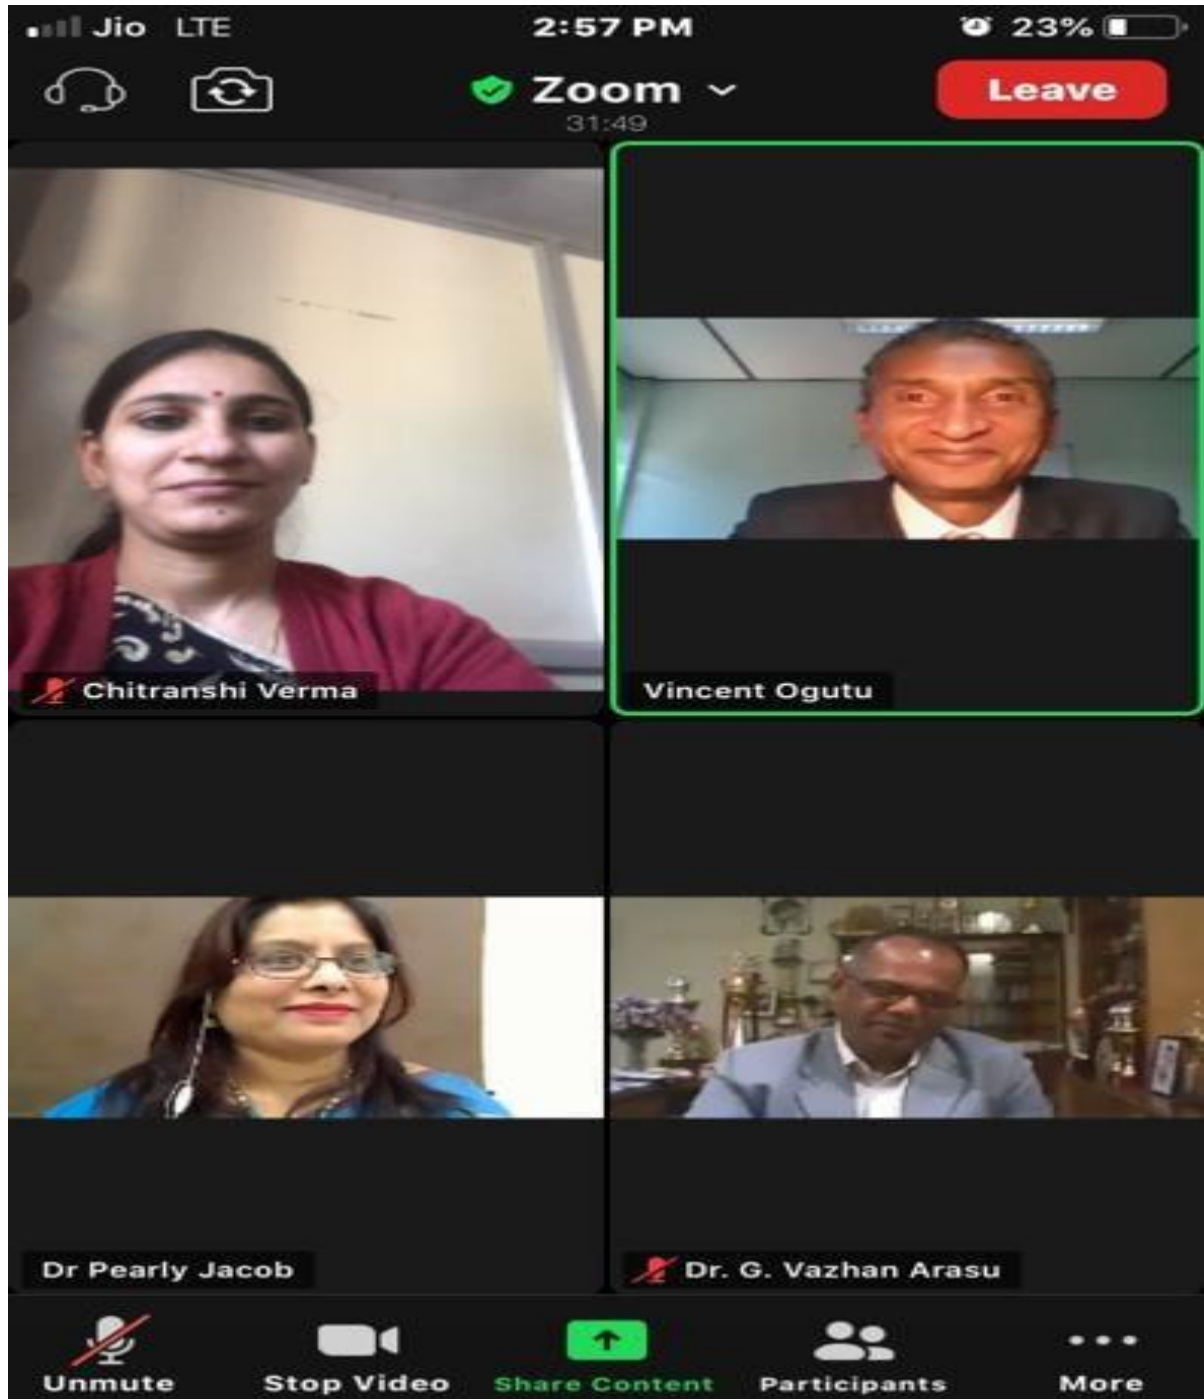 Jio LTE 2:57 PM 23%
Zoom Leave
31:49
Chitranshi Verma Vincent Ogutu
Dr Pearly Jacob Dr. G. Vazhan Arasu
Unmute Stop Video Share Content Participants More